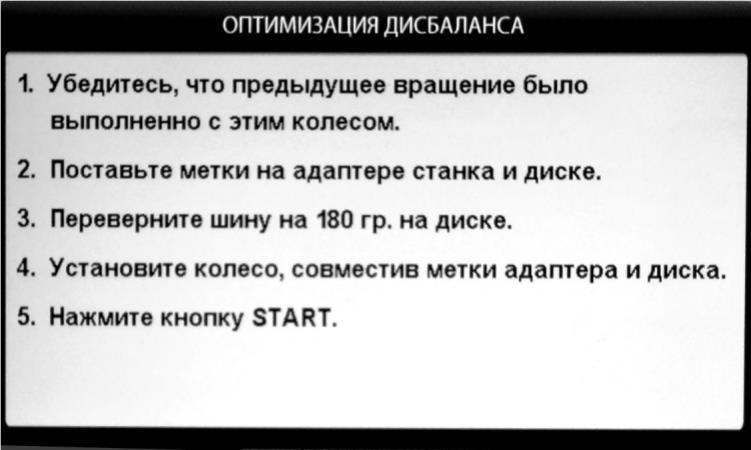 ОПТИМИЗАЦИЯ ДИСБАЛАНСА
1. Убедитесь, что предыдущее вращение было
выполненно с этим колесом.
2. Поставьте метки на адаптере станка и диске.
3. Переверните шину на 180 гр. на диске.
4. Установите колесо, совместив метки адаптера и диска.
5. Нажмите кнопку START.